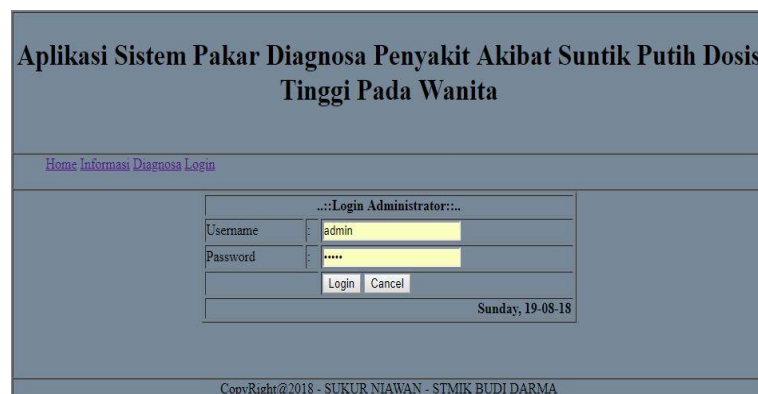 Aplikasi Sistem Pakar Diagnosa Penyakit Akibat Suntik Putih Dosis
Tinggi Pada Wanita
Home Informasi Diagnosa Login
..::Login Administrator::..
Username : admin
Password : •••••
Login Cancel
Sunday, 19-08-18
CopyRight@2018 - SUKUR NIAWAN - STMIK BUDI DARMA